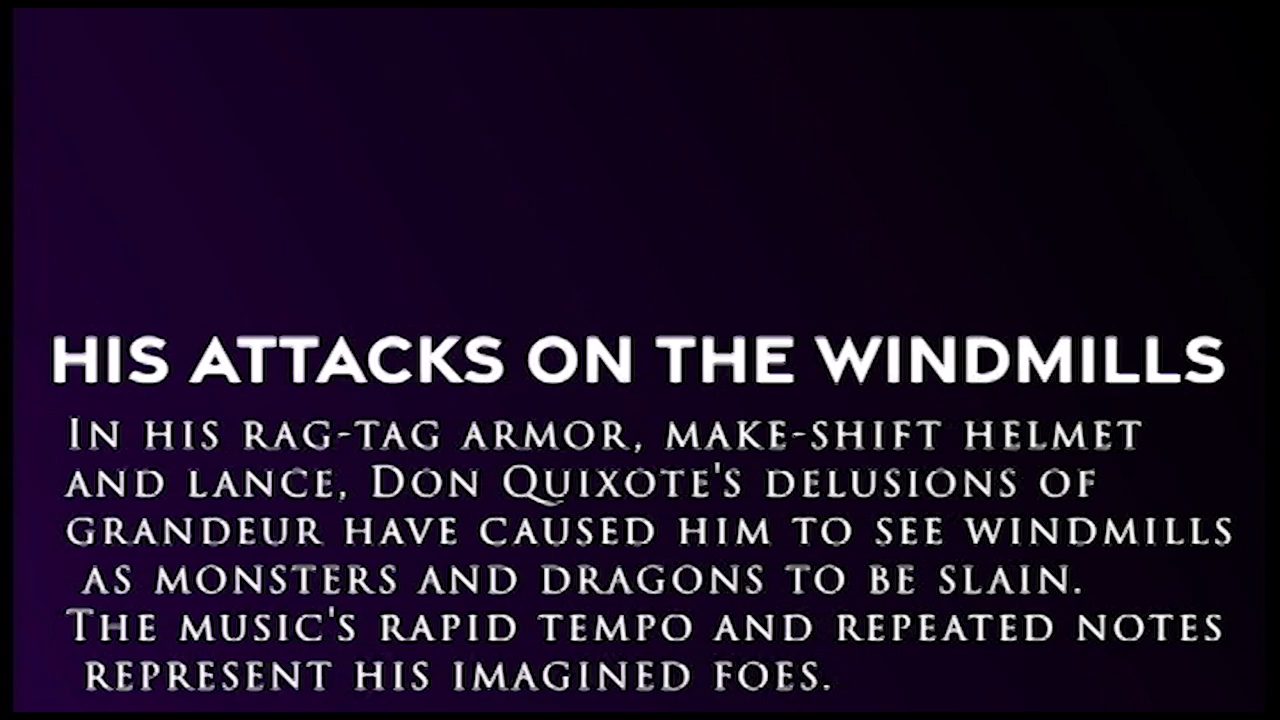 HIS ATTACKS ON THE WINDMILLS
In his rag-tag armor, make-shift helmet
and lance, Don Quixote's delusions of
grandeur have caused him to see windmills
as monsters and dragons to be slain.
The music's rapid tempo and repeated notes
represent his imagined foes.